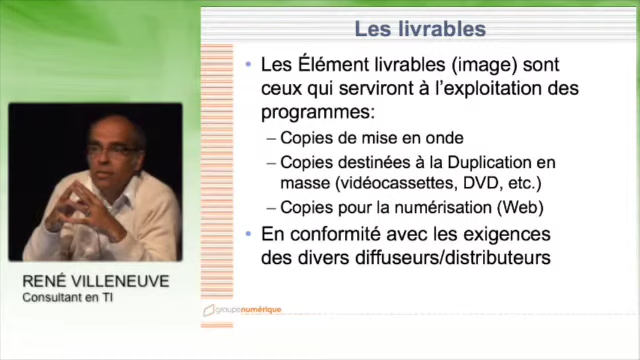 Les livrables
Les Élément livrables (image) sont
ceux qui serviront à l'exploitation des
programmes:
– Copies de mise en onde
– Copies destinées à la Duplication en
masse (vidéocassettes, DVD, etc.)
– Copies pour la numérisation (Web)
En conformité avec les exigences
des divers diffuseurs/distributeurs
RENÉ VILLENEUVE
Consultant en TI
groupenumérique